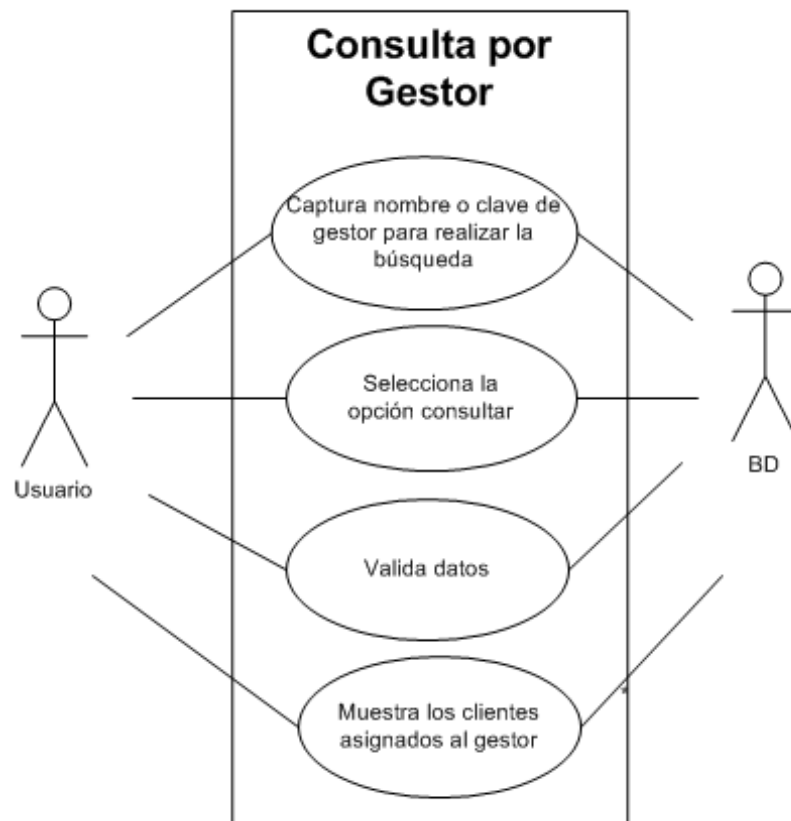 Consulta por
Gestor
Captura nombre o clave de
gestor para realizar la
búsqueda
Selecciona la
opción consultar
Usuario
BD
Valida datos
*
Muestra los clientes
asignados al gestor